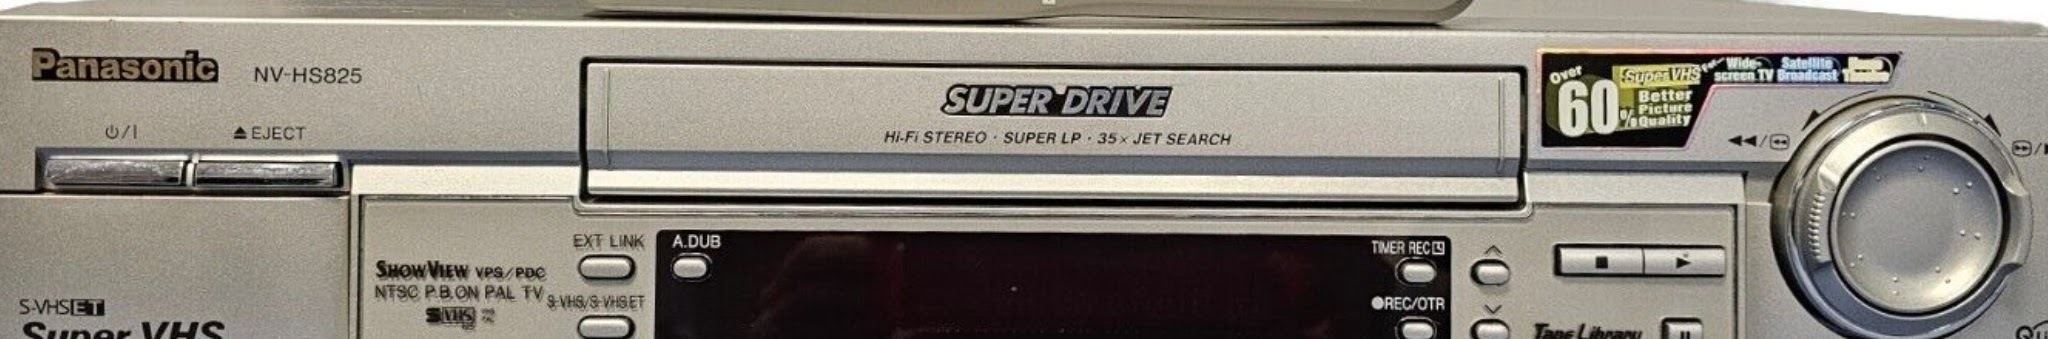 Panasonic NV-HS825
⏻/I ▲EJECT
SUPER DRIVE
Hi-Fi STEREO · SUPER LP · 35× JET SEARCH
Over 60% Super VHS Better Picture Quality
For Wide-screen TV Satellite Broadcast
EXT LINK
A.DUB
TIMER REC
SHOWVIEW VPS/PDC
NTSC P.B.ON PAL TV
S-VHS/S-VHS ET
●REC/OTR
S-VHS ET
Super VHS
Tape Library